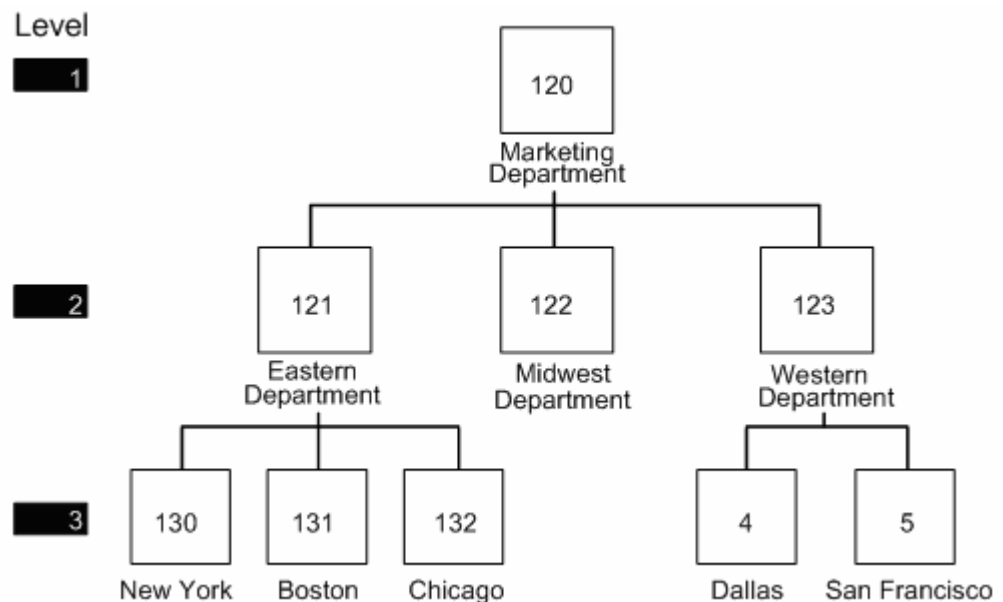 Level
1
120
Marketing
Department
2
121
122
123
Eastern
Department
Midwest
Department
Western
Department
3
130
131
132
4
5
New York
Boston
Chicago
Dallas
San Francisco